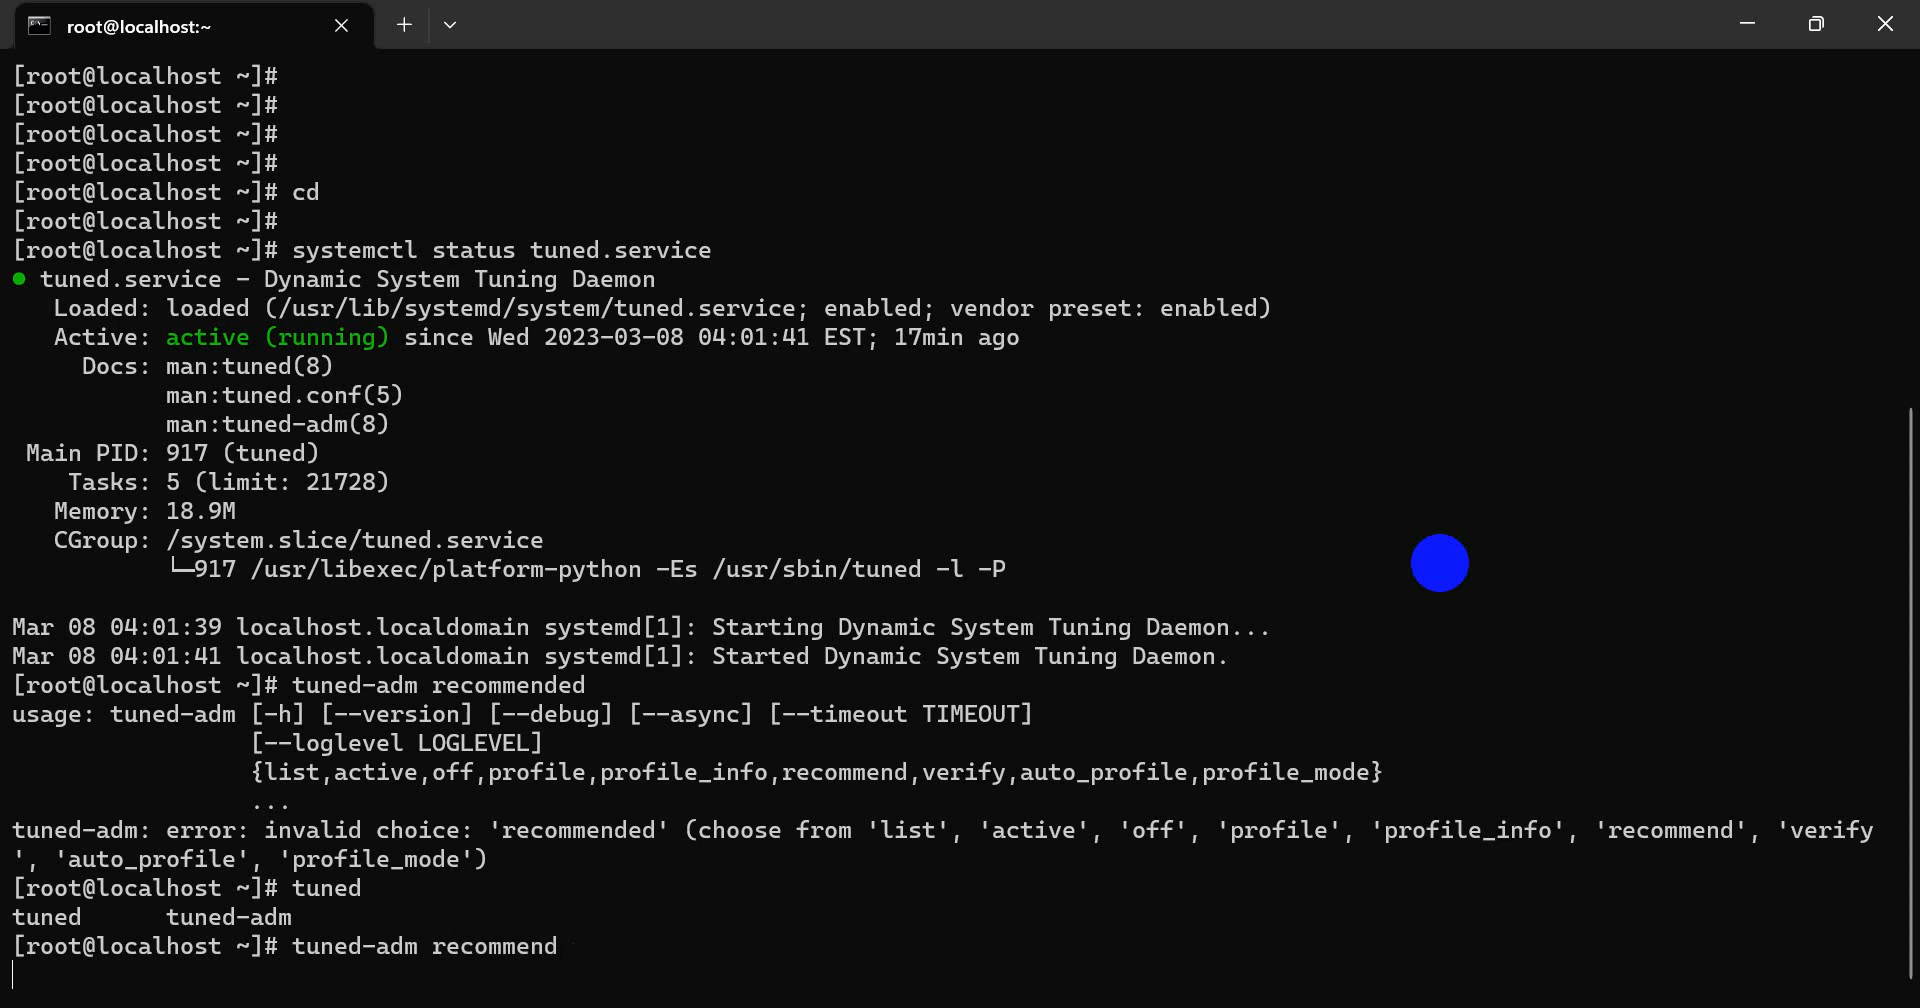 root@localhost:~
[root@localhost ~]#
[root@localhost ~]#
[root@localhost ~]#
[root@localhost ~]#
[root@localhost ~]# cd
[root@localhost ~]#
[root@localhost ~]# systemctl status tuned.service
● tuned.service - Dynamic System Tuning Daemon
   Loaded: loaded (/usr/lib/systemd/system/tuned.service; enabled; vendor preset: enabled)
   Active: active (running) since Wed 2023-03-08 04:01:41 EST; 17min ago
     Docs: man:tuned(8)
           man:tuned.conf(5)
           man:tuned-adm(8)
 Main PID: 917 (tuned)
    Tasks: 5 (limit: 21728)
   Memory: 18.9M
   CGroup: /system.slice/tuned.service
           └─917 /usr/libexec/platform-python -Es /usr/sbin/tuned -l -P
Mar 08 04:01:39 localhost.localdomain systemd[1]: Starting Dynamic System Tuning Daemon...
Mar 08 04:01:41 localhost.localdomain systemd[1]: Started Dynamic System Tuning Daemon.
[root@localhost ~]# tuned-adm recommended
usage: tuned-adm [-h] [--version] [--debug] [--async] [--timeout TIMEOUT]
                 [--loglevel LOGLEVEL]
                 {list,active,off,profile,profile_info,recommend,verify,auto_profile,profile_mode}
                 ...
tuned-adm: error: invalid choice: 'recommended' (choose from 'list', 'active', 'off', 'profile', 'profile_info', 'recommend', 'verify
', 'auto_profile', 'profile_mode')
[root@localhost ~]# tuned
tuned      tuned-adm
[root@localhost ~]# tuned-adm recommend